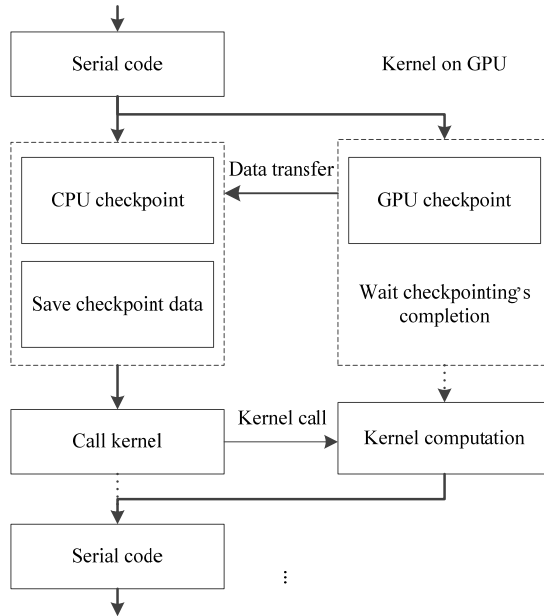 Serial code
Kernel on GPU
Data transfer
CPU checkpoint
GPU checkpoint
Save checkpoint data
Wait checkpointing's
completion
Kernel call
Call kernel
Kernel computation
Serial code
...